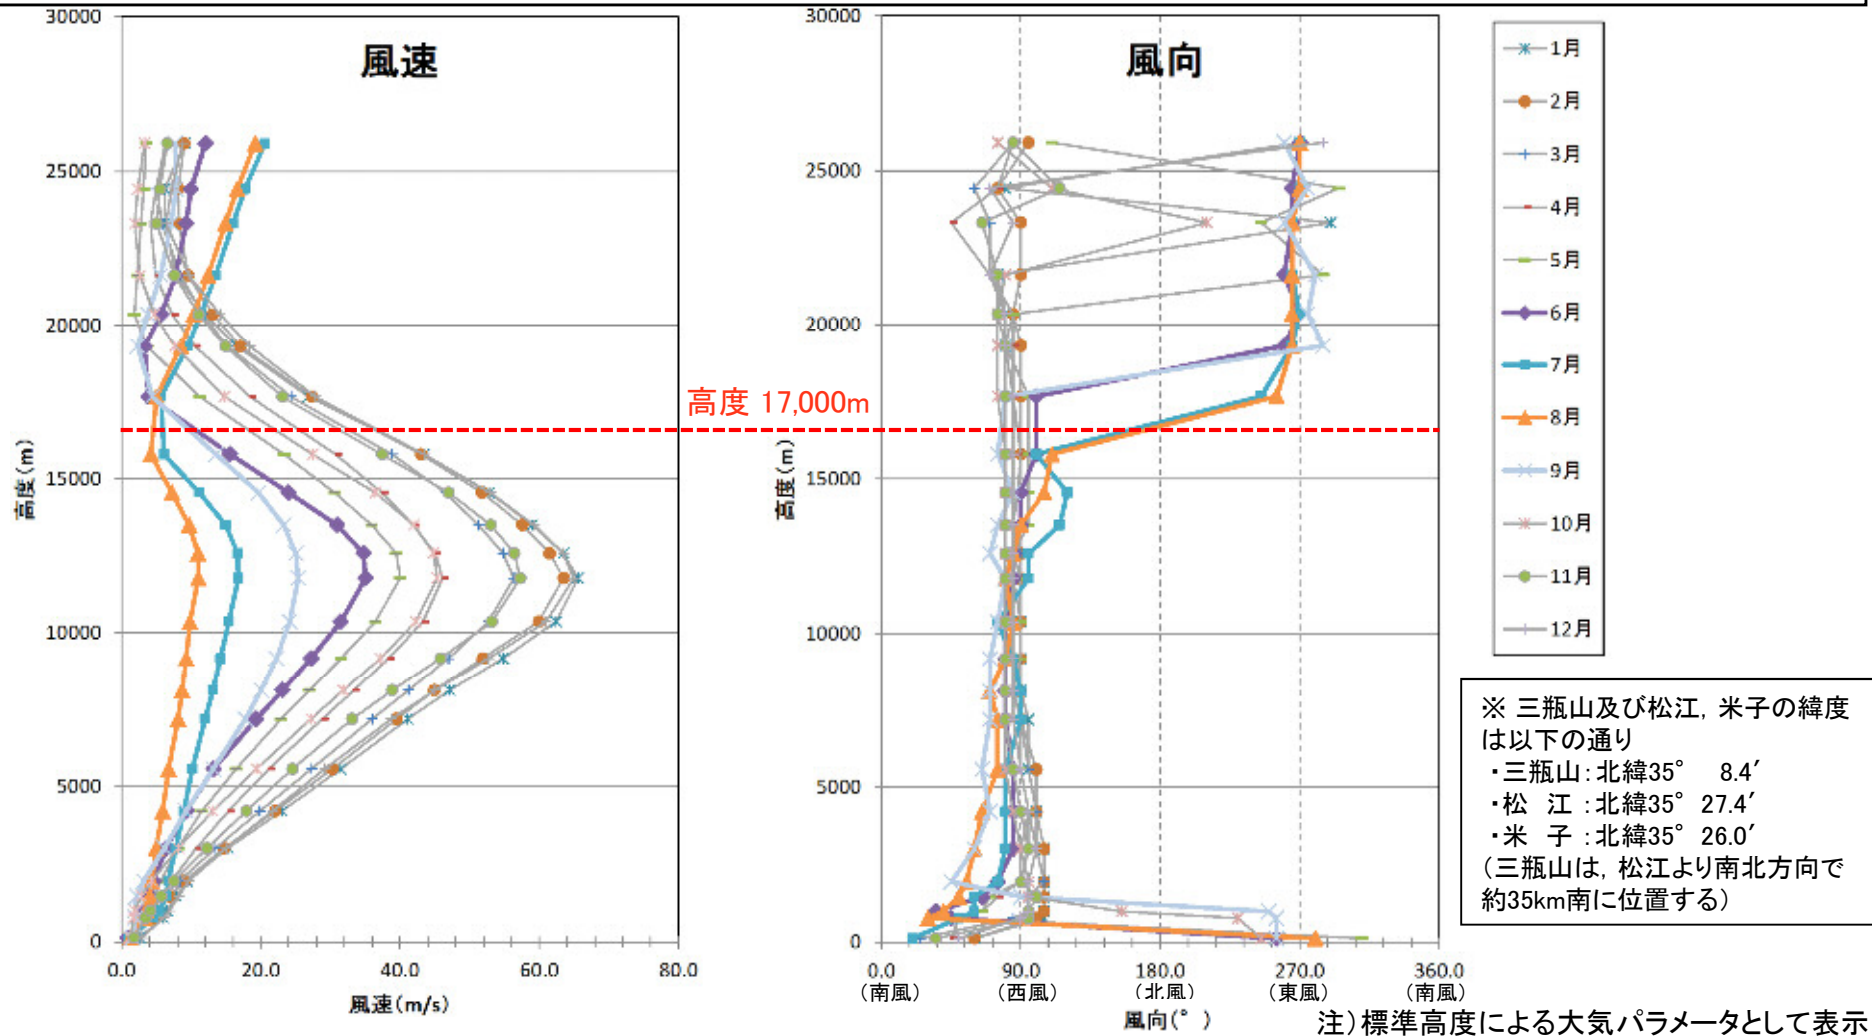 風速
30000
25000
20000
15000
10000
5000
0
高度(m)
0.0 20.0 40.0 60.0 80.0
風速(m/s)
高度 17,000m
風向
30000
25000
20000
15000
10000
5000
0
高度(m)
0.0 90.0 180.0 270.0 360.0
(南風) (西風) (北風) (東風) (南風)
風向(° )
1月
2月
3月
4月
5月
6月
7月
8月
9月
10月
11月
12月
※ 三瓶山及び松江, 米子の緯度
は以下の通り
・三瓶山:北緯35° 8.4′
・松 江 :北緯35° 27.4′
・米 子 :北緯35° 26.0′
(三瓶山は, 松江より南北方向で
約35km南に位置する)
注)標準高度による大気パラメータとして表示